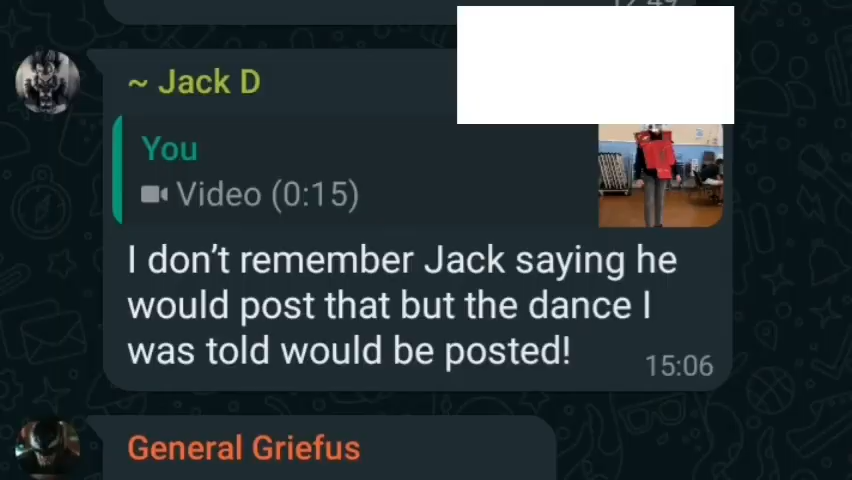 ~ Jack D
You
Video (0:15)
I don’t remember Jack saying he
would post that but the dance I
was told would be posted!
15:06
General Griefus